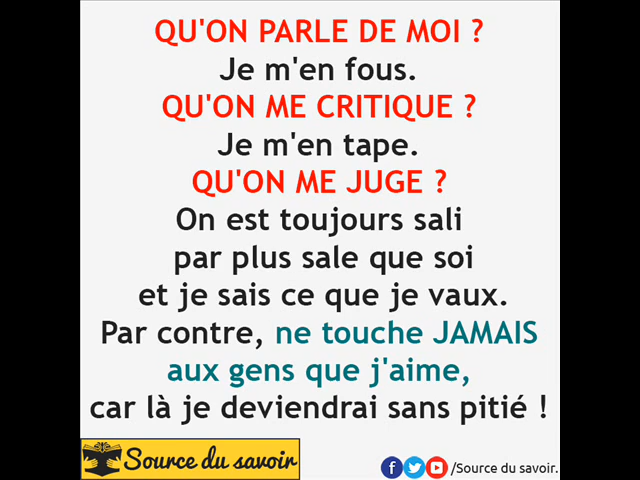 QU'ON PARLE DE MOI ?
Je m'en fous.
QU'ON ME CRITIQUE ?
Je m'en tape.
QU'ON ME JUGE ?
On est toujours sali
par plus sale que soi
et je sais ce que je vaux.
Par contre, ne touche JAMAIS
aux gens que j'aime,
car là je deviendrai sans pitié !
Source du savoir
/Source du savoir.